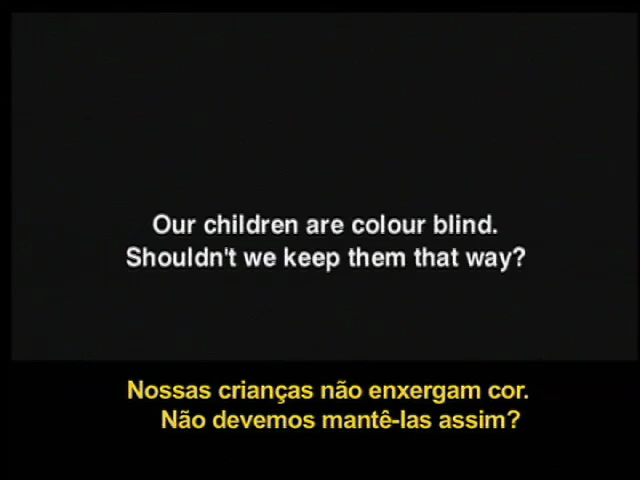 Our children are colour blind.
Shouldn't we keep them that way?
Nossas crianças não enxergam cor.
Não devemos mantê-las assim?